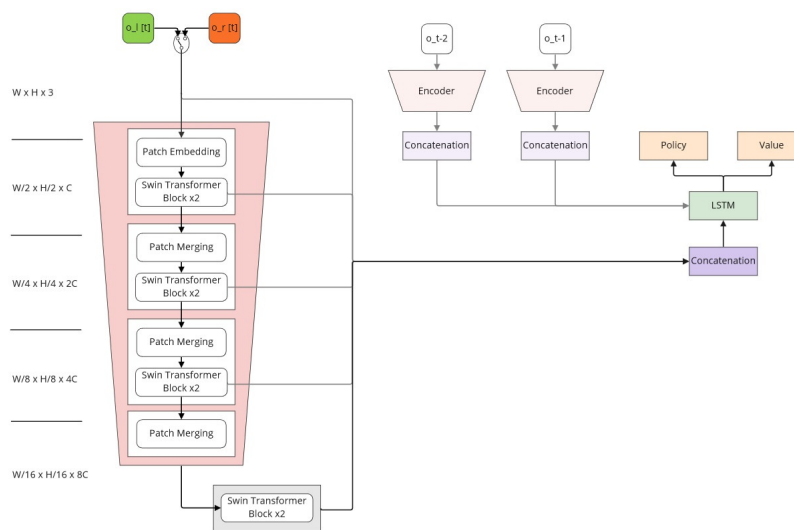 o_l [t]
o_r [t]
o_t-2
o_t-1
W x H x 3
Encoder
Encoder
Patch Embedding
Concatenation
Concatenation
Policy
Value
W/2 x H/2 x C
Swin Transformer
Block x2
LSTM
Patch Merging
Concatenation
W/4 x H/4 x 2C
Swin Transformer
Block x2
Patch Merging
W/8 x H/8 x 4C
Swin Transformer
Block x2
Patch Merging
W/16 x H/16 x 8C
Swin Transformer
Block x2